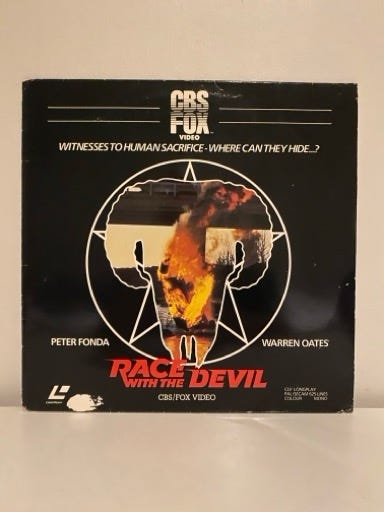 CBS
FOX
VIDEO
WITNESSES TO HUMAN SACRIFICE - WHERE CAN THEY HIDE...?
PETER FONDA
WARREN OATES
RACE
WITH THE DEVIL
CBS/FOX VIDEO
CLV LONGPLAY
PAL/SECAM 625 LINES
COLOUR MONO